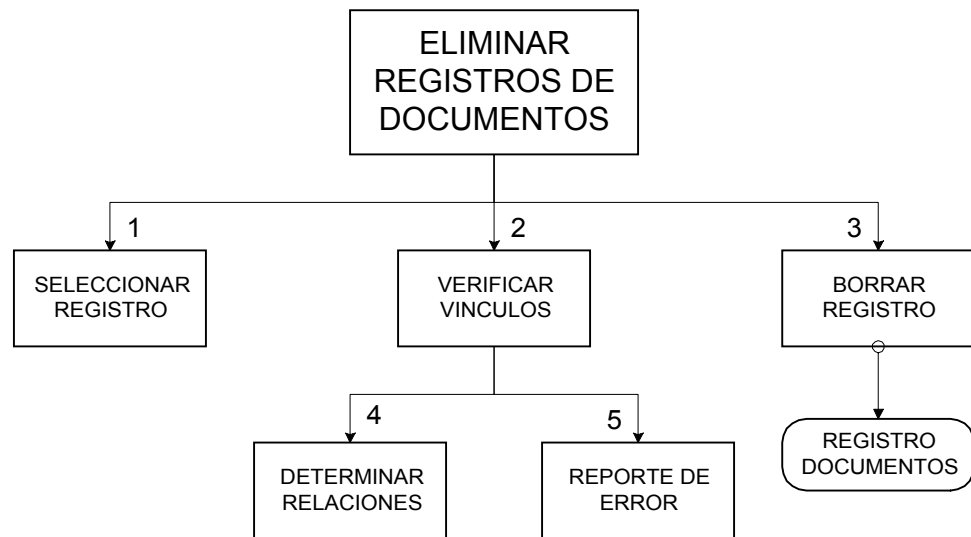 ELIMINAR
REGISTROS DE
DOCUMENTOS
1
2
3
SELECCIONAR
REGISTRO
VERIFICAR
VINCULOS
BORRAR
REGISTRO
4
5
DETERMINAR
RELACIONES
REPORTE DE
ERROR
REGISTRO
DOCUMENTOS